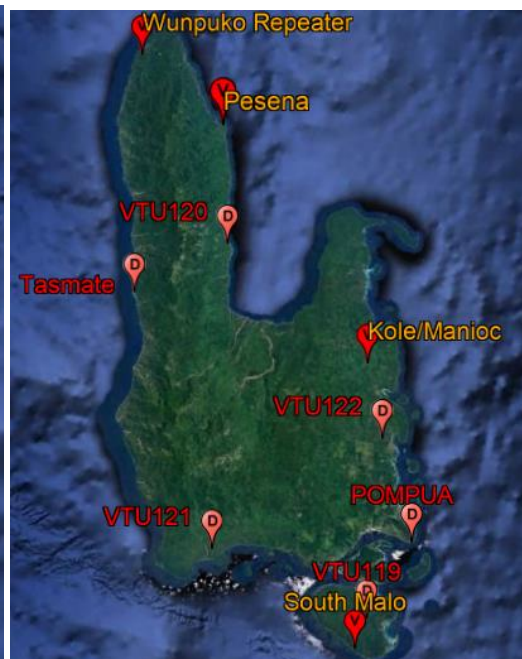 Wunpuko Repeater
V
Pesena
VTU120
D
Tasmate
D
Kole/Manioc
VTU122
D
POMPUA
D
VTU121
D
VTU119
D
South Malo
V